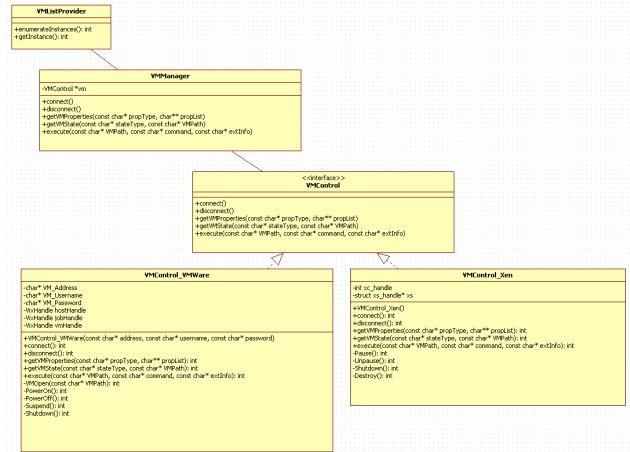 VMListProvider
+enumerateInstances(): int
+getInstance(): int
VMManager
-VMControl *vm
+connect()
+disconnect()
+getVMProperties(const char* propType, char** propList)
+getVMState(const char* stateType, const char* VMPath)
+execute(const char* VMPath, const char* command, const char* extInfo)
<<interface>>
VMControl
+connect()
+disconnect()
+getVMProperties(const char* propType, char** propList)
+getVMState(const char* stateType, const char* VMPath)
+execute(const char* VMPath, const char* command, const char* extInfo)
VMControl_VMWare
-char* VM_Address
-char* VM_Username
-char* VM_Password
-VixHandle hostHandle
-VixHandle jobHandle
-VixHandle vmHandle
+VMControl_VMWare(const char* address, const char* username, const char* password)
+connect(): int
+disconnect(): int
+getVMProperties(const char* propType, char** propList): int
+getVMState(const char* stateType, const char* VMPath): int
+execute(const char* VMPath, const char* command, const char* extInfo): int
-VMOpen(const char* VMPath): int
-PowerOn(): int
-PowerOff(): int
-Suspend(): int
-Shutdown(): int
VMControl_Xen
-int xc_handle
-struct xs_handle* xs
+VMControl_Xen()
+connect(): int
+disconnect(): int
+getVMProperties(const char* propType, char** propList): int
+getVMState(const char* stateType, const char* VMPath): int
+execute(const char* VMPath, const char* command, const char* extInfo): int
-Pause(): int
-Unpause(): int
-Shutdown(): int
-Destroy(): int